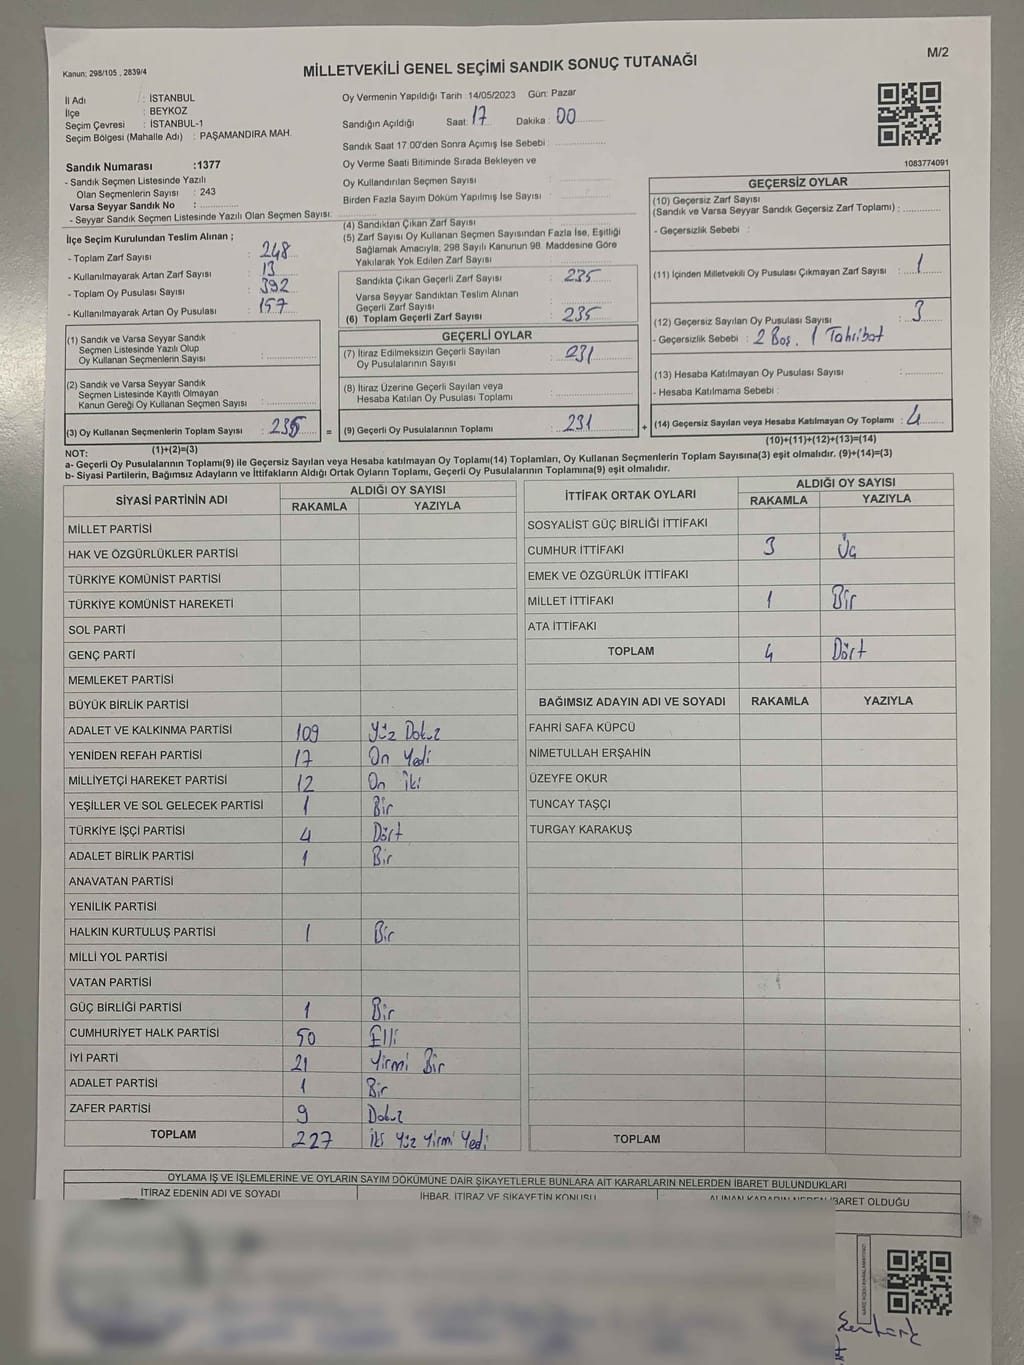 M/2
Kanun: 298/105 , 2839/4
MİLLETVEKİLİ GENEL SEÇİMİ SANDIK SONUÇ TUTANAĞI
İl Adı : İSTANBUL
İlçe : BEYKOZ
Seçim Çevresi : İSTANBUL-1
Seçim Bölgesi (Mahalle Adı) : PAŞAMANDIRA MAH.
Sandık Numarası :1377
- Sandık Seçmen Listesinde Yazılı
Olan Seçmenlerin Sayısı : 243
Varsa Seyyar Sandık No :
- Seyyar Sandık Seçmen Listesinde Yazılı Olan Seçmen Sayısı:
Oy Vermenin Yapıldığı Tarih :14/05/2023 Gün: Pazar
Sandığın Açıldığı Saat: 17 Dakika : 00
Sandık Saat 17:00'den Sonra Açımış İse Sebebi :
Oy Verme Saati Bitiminde Sırada Bekleyen ve
Oy Kullandırılan Seçmen Sayısı :
Birden Fazla Sayım Döküm Yapılmış İse Sayısı :
1083774091
İlçe Seçim Kurulundan Teslim Alınan ;
- Toplam Zarf Sayısı : 248
- Kullanılmayarak Artan Zarf Sayısı : 13
- Toplam Oy Pusulası Sayısı : 392
- Kullanılmayarak Artan Oy Pusulası : 157
(4) Sandıktan Çıkan Zarf Sayısı :
(5) Zarf Sayısı Oy Kullanan Seçmen Sayısından Fazla İse, Eşitliği
Sağlamak Amacıyla, 298 Sayılı Kanunun 98. Maddesine Göre
Yakılarak Yok Edilen Zarf Sayısı :
Sandıkta Çıkan Geçerli Zarf Sayısı : 235
Varsa Seyyar Sandıktan Teslim Alınan
Geçerli Zarf Sayısı :
(6) Toplam Geçerli Zarf Sayısı : 235
GEÇERSİZ OYLAR
(10) Geçersiz Zarf Sayısı
(Sandık ve Varsa Seyyar Sandık Geçersiz Zarf Toplamı) :
- Geçersizlik Sebebi :
(11) İçinden Milletvekili Oy Pusulası Çıkmayan Zarf Sayısı : 1
(12) Geçersiz Sayılan Oy Pusulası Sayısı : 3
- Geçersizlik Sebebi : 2 Boş. 1 Tahribat
(13) Hesaba Katılmayan Oy Pusulası Sayısı :
- Hesaba Katılmama Sebebi :
(14) Geçersiz Sayılan veya Hesaba Katılmayan Oy Toplamı : 4
(10)+(11)+(12)+(13)=(14)
(1) Sandık ve Varsa Seyyar Sandık
Seçmen Listesinde Yazılı Olup
Oy Kullanan Seçmenlerin Sayısı :
(2) Sandık ve Varsa Seyyar Sandık
Seçmen Listesinde Kayıtlı Olmayan
Kanun Gereği Oy Kullanan Seçmen Sayısı :
(3) Oy Kullanan Seçmenlerin Toplam Sayısı : 235 =
(1)+(2)=(3)
GEÇERLİ OYLAR
(7) İtiraz Edilmeksizin Geçerli Sayılan
Oy Pusulalarının Sayısı : 231
(8) İtiraz Üzerine Geçerli Sayılan veya
Hesaba Katılan Oy Pusulası Toplamı :
(9) Geçerli Oy Pusulalarının Toplamı : 231 +
NOT:
a- Geçerli Oy Pusulalarının Toplamı(9) ile Geçersiz Sayılan veya Hesaba katılmayan Oy Toplamı(14) Toplamları, Oy Kullanan Seçmenlerin Toplam Sayısına(3) eşit olmalıdır. (9)+(14)=(3)
b- Siyasi Partilerin, Bağımsız Adayların ve İttifakların Aldığı Ortak Oyların Toplamı, Geçerli Oy Pusulalarının Toplamına(9) eşit olmalıdır.
SİYASİ PARTİNİN ADI ALDIĞI OY SAYISI
RAKAMLA YAZIYLA
MİLLET PARTİSİ
HAK VE ÖZGÜRLÜKLER PARTİSİ
TÜRKİYE KOMÜNİST PARTİSİ
TÜRKİYE KOMÜNİST HAREKETİ
SOL PARTİ
GENÇ PARTİ
MEMLEKET PARTİSİ
BÜYÜK BİRLİK PARTİSİ
ADALET VE KALKINMA PARTİSİ 109 Yüz Dokuz
YENİDEN REFAH PARTİSİ 17 On Yedi
MİLLİYETÇİ HAREKET PARTİSİ 12 On İki
YEŞİLLER VE SOL GELECEK PARTİSİ 1 Bir
TÜRKİYE İŞÇİ PARTİSİ 4 Dört
ADALET BİRLİK PARTİSİ 1 Bir
ANAVATAN PARTİSİ
YENİLİK PARTİSİ
HALKIN KURTULUŞ PARTİSİ 1 Bir
MİLLİ YOL PARTİSİ
VATAN PARTİSİ
GÜÇ BİRLİĞİ PARTİSİ 1 Bir
CUMHURİYET HALK PARTİSİ 50 Elli
İYİ PARTİ 21 Yirmi Bir
ADALET PARTİSİ 1 Bir
ZAFER PARTİSİ 9 Dokuz
TOPLAM 227 İki Yüz Yirmi Yedi
İTTİFAK ORTAK OYLARI ALDIĞI OY SAYISI
RAKAMLA YAZIYLA
SOSYALİST GÜÇ BİRLİĞİ İTTİFAKI
CUMHUR İTTİFAKI 3 Üç
EMEK VE ÖZGÜRLÜK İTTİFAKI
MİLLET İTTİFAKI 1 Bir
ATA İTTİFAKI
TOPLAM 4 Dört
BAĞIMSIZ ADAYIN ADI VE SOYADI RAKAMLA YAZIYLA
FAHRİ SAFA KÜPCÜ
NİMETULLAH ERŞAHİN
ÜZEYFE OKUR
TUNCAY TAŞÇI
TURGAY KARAKUŞ
TOPLAM
OYLAMA İŞ VE İŞLEMLERİNE VE OYLARIN SAYIM DÖKÜMÜNE DAİR ŞİKAYETLERLE BUNLARA AİT KARARLARIN NELERDEN İBARET BULUNDUKLARI
İTİRAZ EDENİN ADI VE SOYADI İHBAR, İTİRAZ VE ŞİKAYETİN KONUSU ALINAN KARARIN NEDEN İBARET OLDUĞU